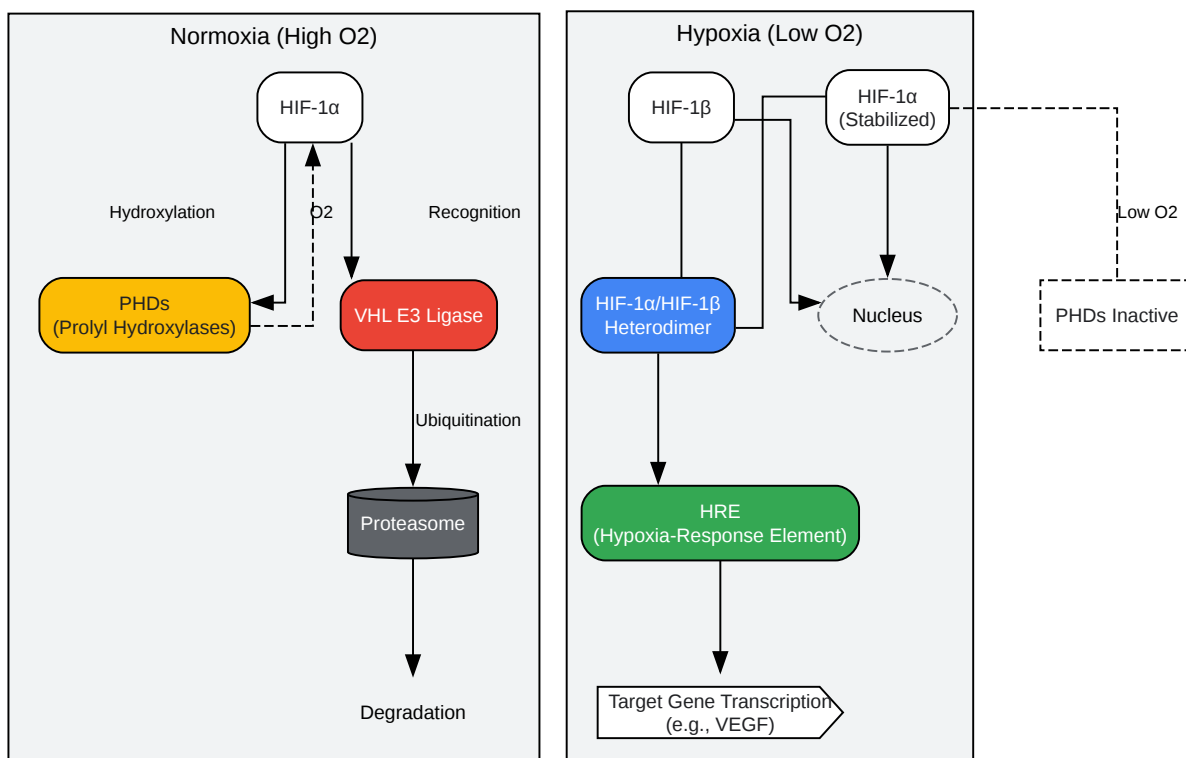 Normoxia (High O2)
HIF-1α
Hydroxylation
O2
Recognition
PHDs
(Prolyl Hydroxylases)
VHL E3 Ligase
Ubiquitination
Proteasome
Degradation
Hypoxia (Low O2)
HIF-1β
HIF-1α
(Stabilized)
Low O2
HIF-1α/HIF-1β
Heterodimer
Nucleus
PHDs Inactive
HRE
(Hypoxia-Response Element)
Target Gene Transcription
(e.g., VEGF)